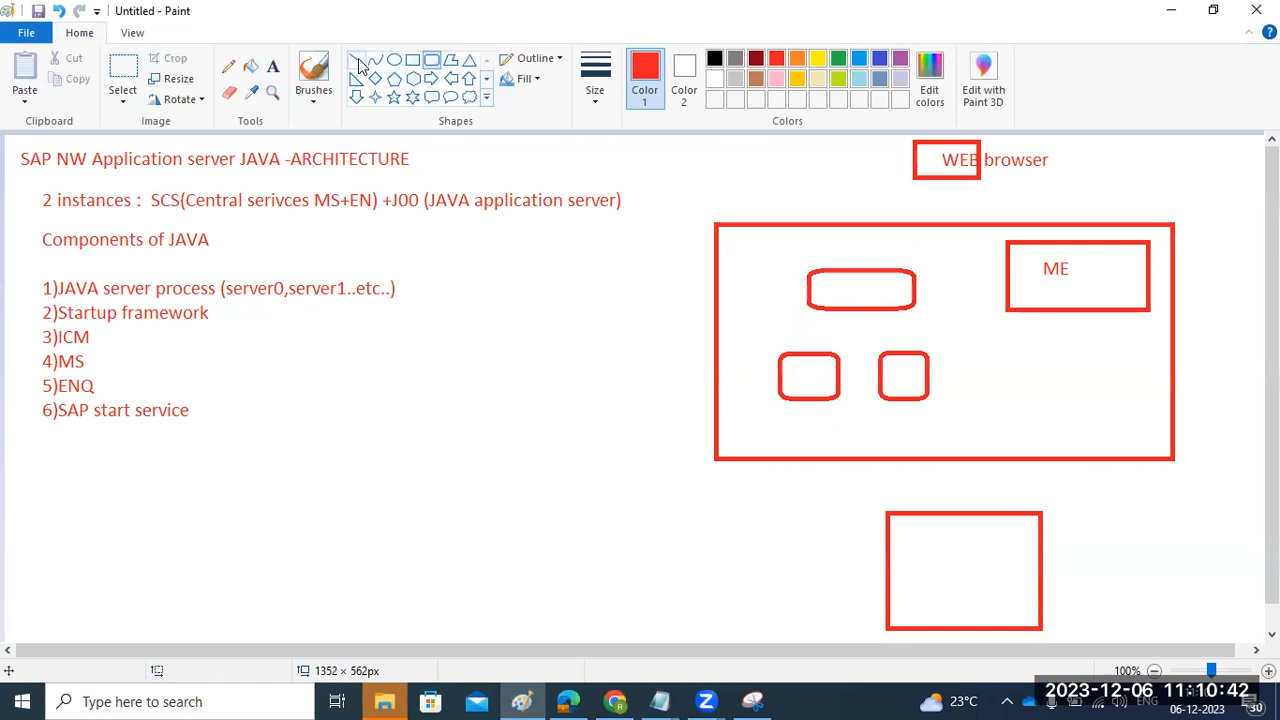 Untitled - Paint
File
Home
View
Paste
Cut
Copy
Clipboard
Select
Crop
Resize
Rotate
Image
A
Tools
Brushes
Shapes
Outline
Fill
Size
Color 1
Color 2
Colors
Edit colors
Edit with Paint 3D
SAP NW Application server JAVA -ARCHITECTURE
WEB browser
2 instances : SCS(Central serivces MS+EN) +J00 (JAVA application server)
Components of JAVA
ME
1)JAVA server process (server0,server1..etc..)
2)Startup framework
3)ICM
4)MS
5)ENQ
6)SAP start service
1352 × 562px
100%
Type here to search
23°C
ENG
2023-12-06 11:10:42
06-12-2023
30